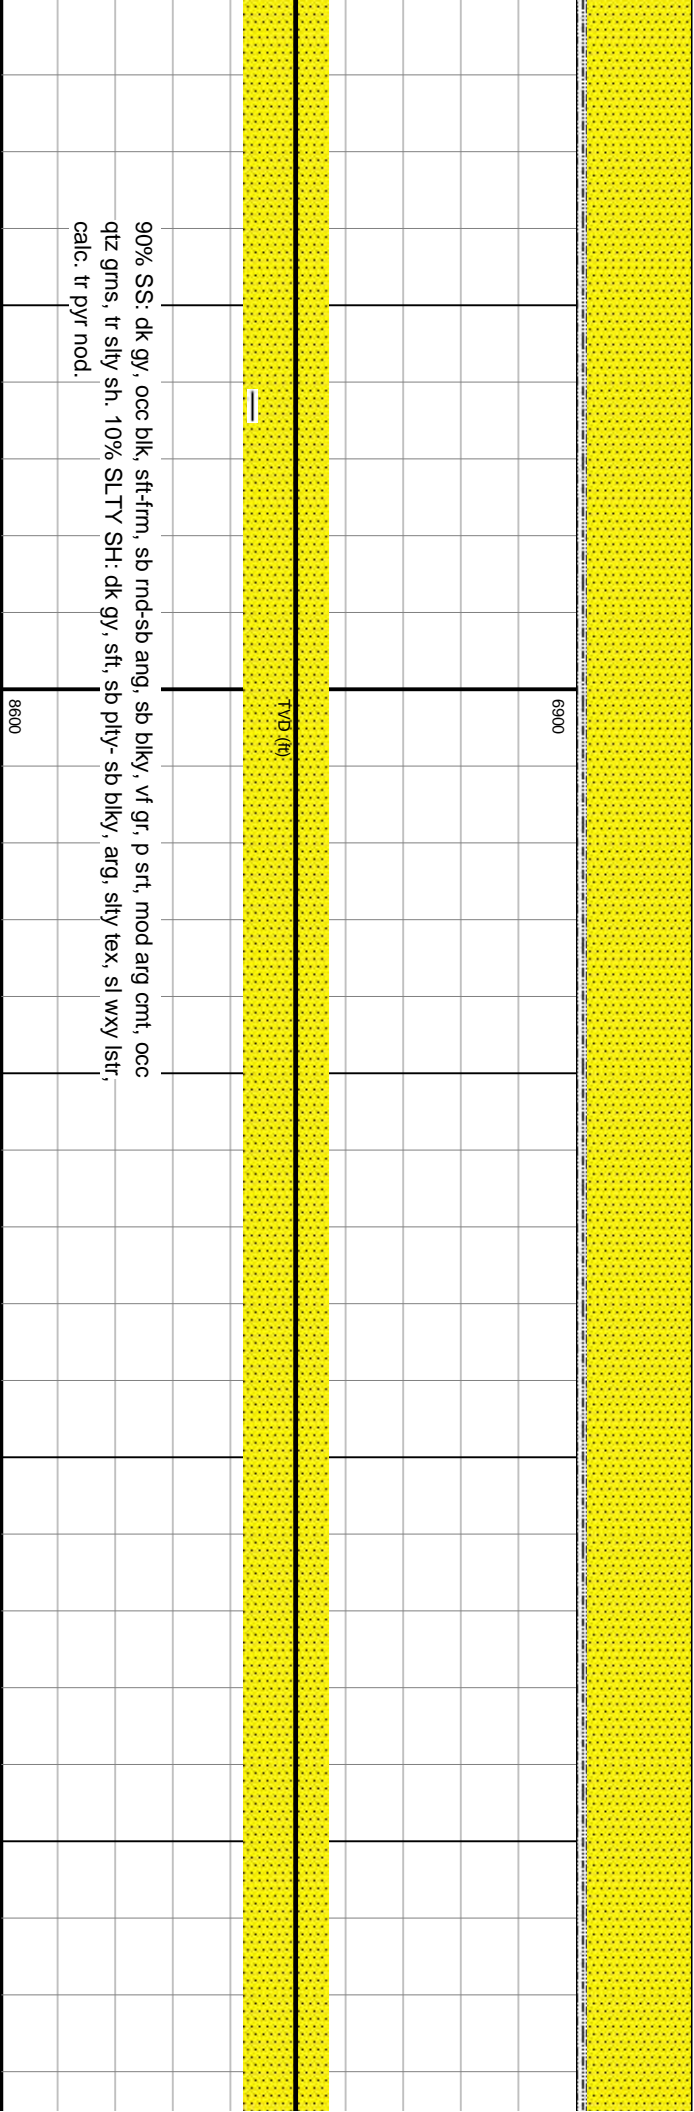 90% SS: dk gy, occ blk, sft-frm, sb rnd-sb ang, sb blky, vf gr, p srt, mod arg cmt, occ
qtz grns, tr slty sh. 10% SLTY SH: dk gy, sft, sb plty- sb blky, arg, slty tex, sl wxy lstr,
calc. tr pyr nod.
6900
TVD (ft)
8600